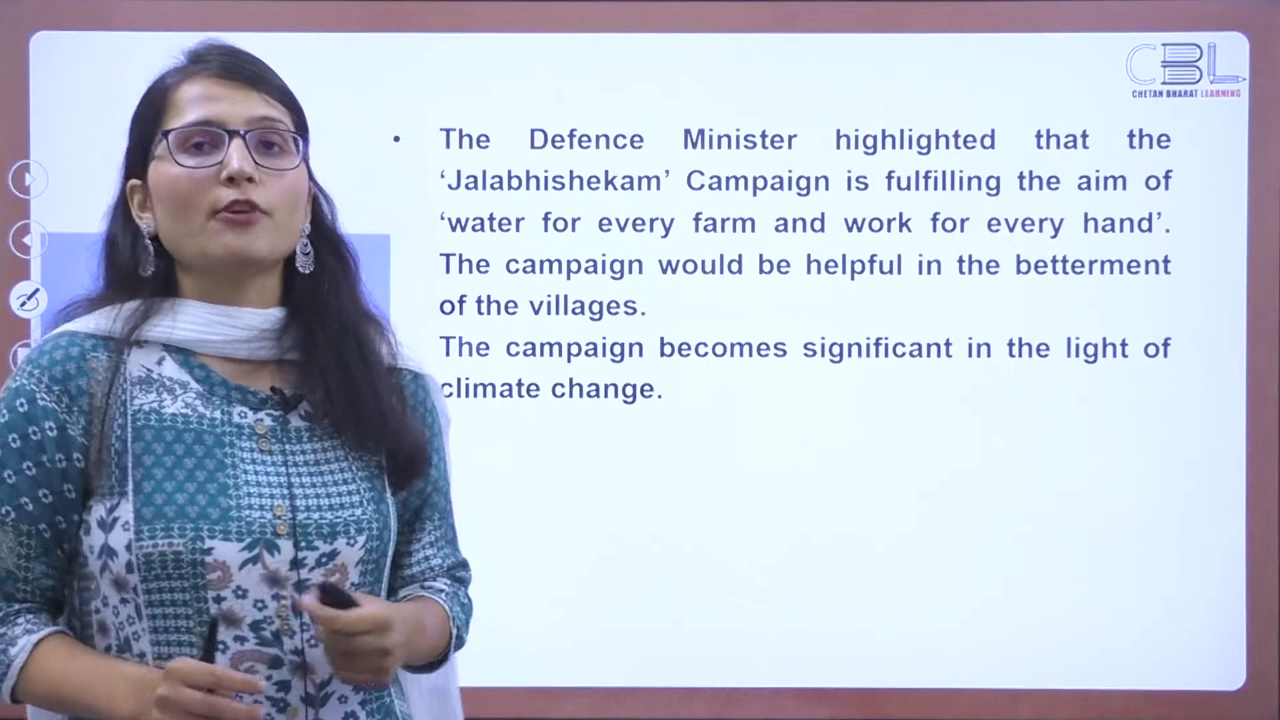 CBL
CHETAN BHARAT LEARNING
• The Defence Minister highlighted that the
‘Jalabhishekam’ Campaign is fulfilling the aim of
‘water for every farm and work for every hand’.
The campaign would be helpful in the betterment
of the villages.
The campaign becomes significant in the light of
climate change.